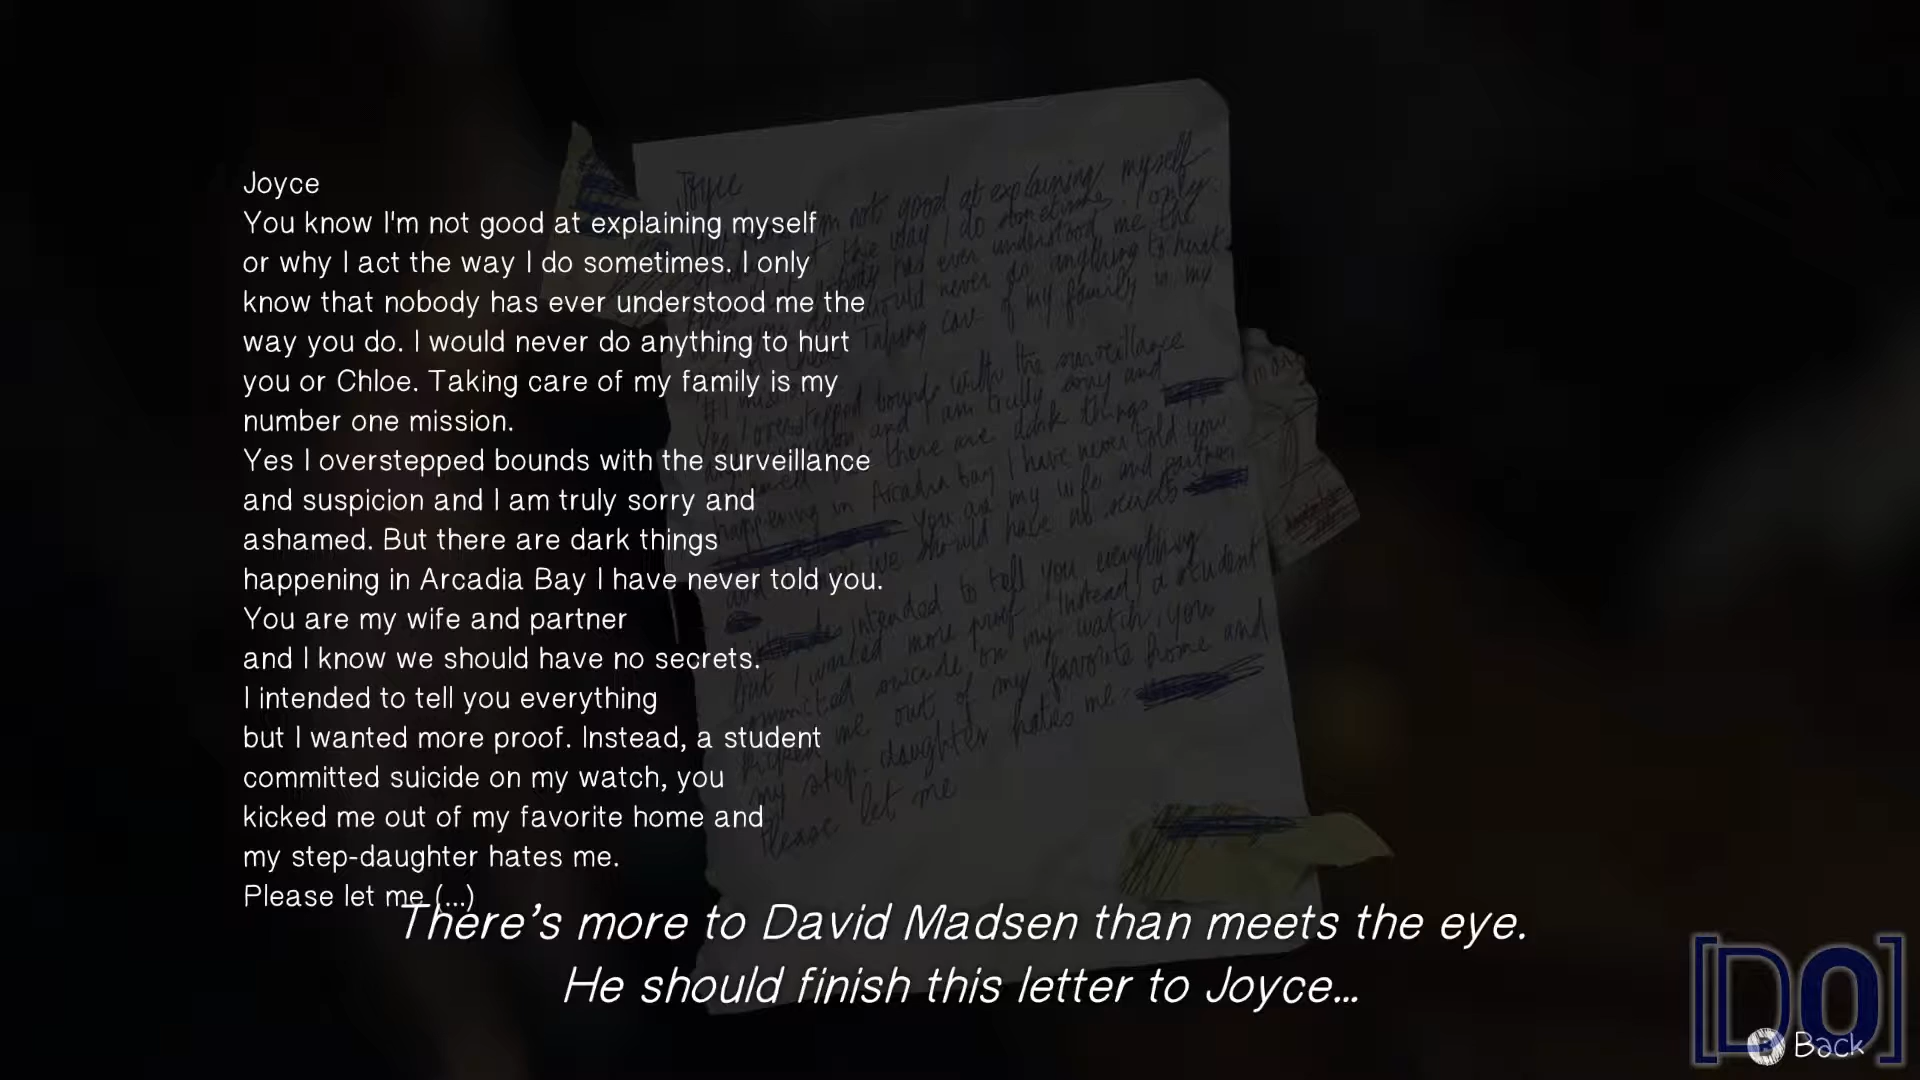 Joyce
You know I'm not good at explaining myself
or why I act the way I do sometimes. I only
know that nobody has ever understood me the
way you do. I would never do anything to hurt
you or Chloe. Taking care of my family is my
number one mission.
Yes I overstepped bounds with the surveillance
and suspicion and I am truly sorry and
ashamed. But there are dark things
happening in Arcadia Bay I have never told you.
You are my wife and partner
and I know we should have no secrets.
I intended to tell you everything
but I wanted more proof. Instead, a student
committed suicide on my watch, you
kicked me out of my favorite home and
my step-daughter hates me.
Please let me (...)
There's more to David Madsen than meets the eye.
He should finish this letter to Joyce...
[DO]
Back